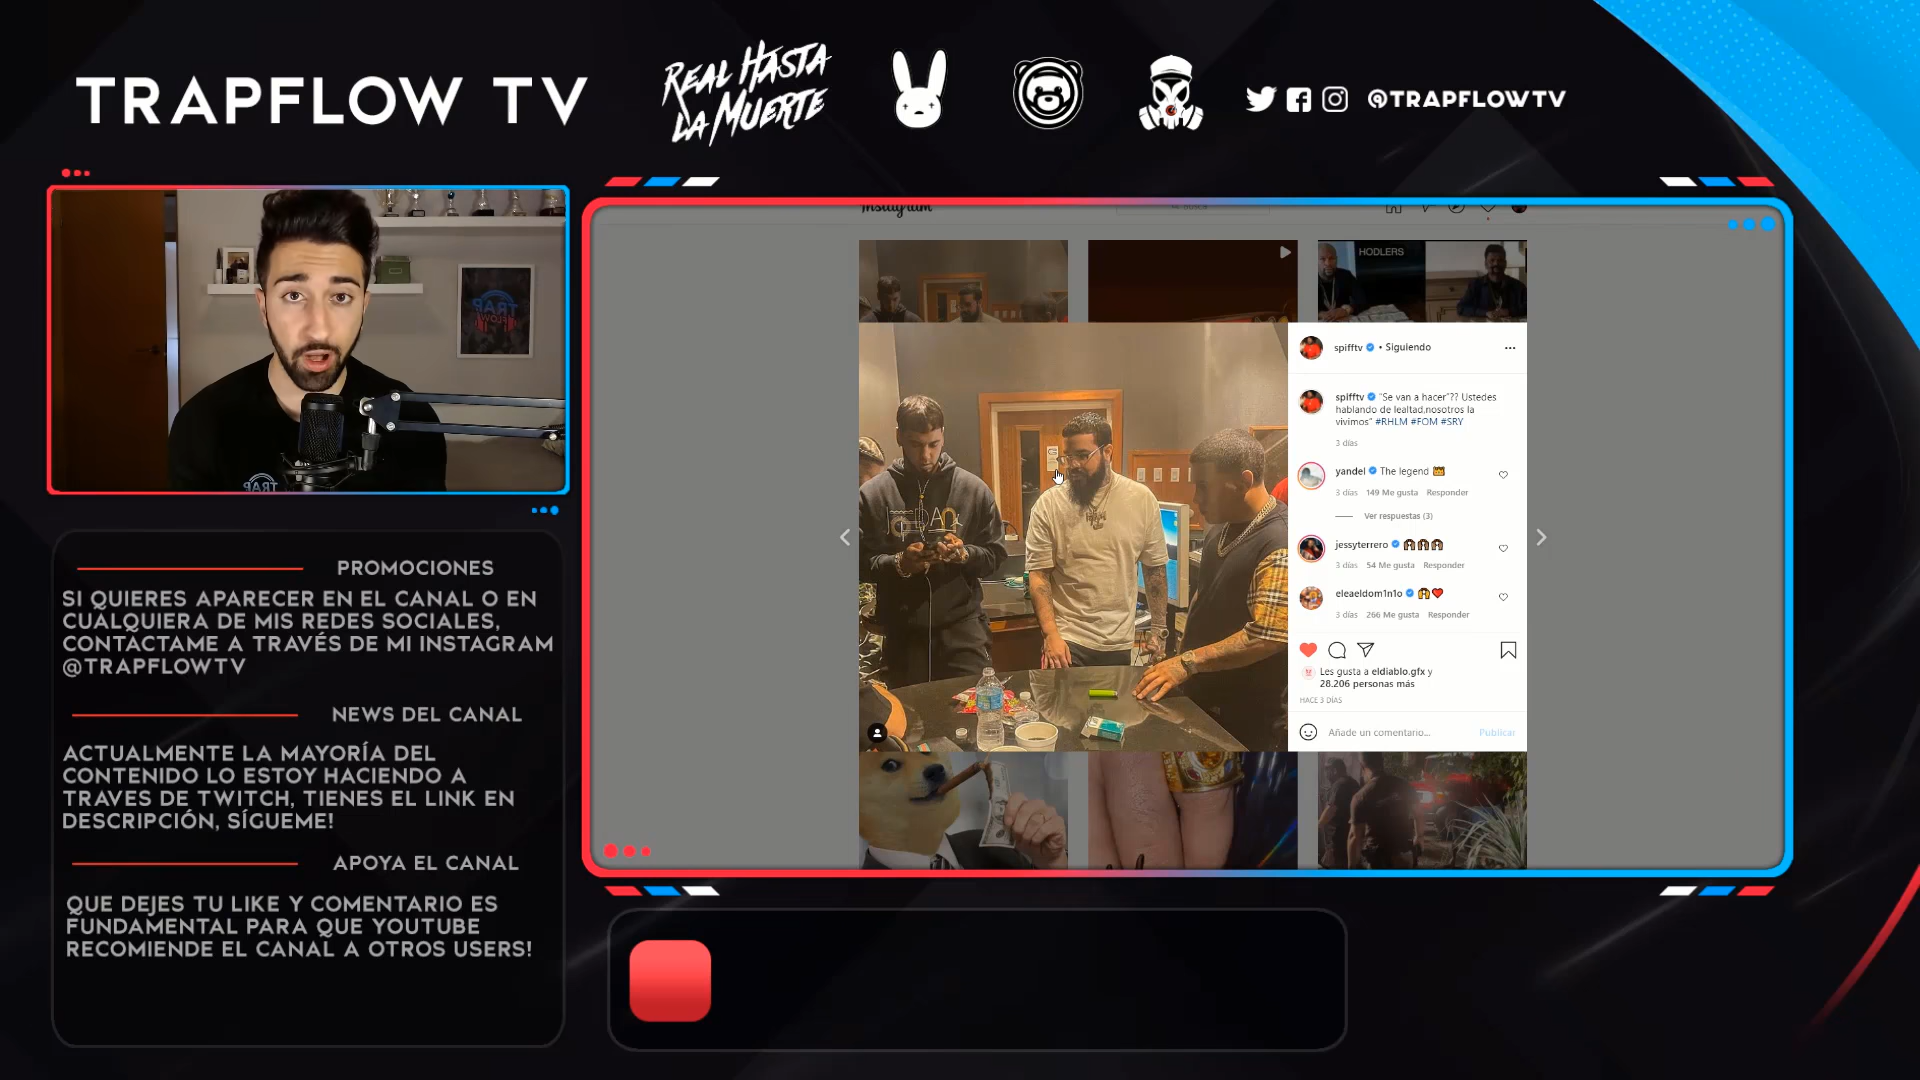 TRAPFLOW TV
REAL HASTA
LA MUERTE
@TRAPFLOWTV
Instagram
HODLERS
spifftv • Siguiendo
spifftv "Se van a hacer"?? Ustedes
hablando de lealtad,nosotros la
vivimos" #RHLM #FOM #SRY
3 días
yandel The legend
3 días 149 Me gusta Responder
Ver respuestas (3)
jessyterrero
3 días 54 Me gusta Responder
eleaeldom1n1o
3 días 266 Me gusta Responder
Les gusta a eldiablo.gfx y
28.206 personas más
HACE 3 DÍAS
Añade un comentario...
Publicar
PROMOCIONES
SI QUIERES APARECER EN EL CANAL O EN
CUALQUIERA DE MIS REDES SOCIALES,
CONTÁCTAME A TRAVÉS DE MI INSTAGRAM
@TRAPFLOWTV
NEWS DEL CANAL
ACTUALMENTE LA MAYORÍA DEL
CONTENIDO LO ESTOY HACIENDO A
TRAVES DE TWITCH, TIENES EL LINK EN
DESCRIPCIÓN, SÍGUEME!
APOYA EL CANAL
QUE DEJES TU LIKE Y COMENTARIO ES
FUNDAMENTAL PARA QUE YOUTUBE
RECOMIENDE EL CANAL A OTROS USERS!